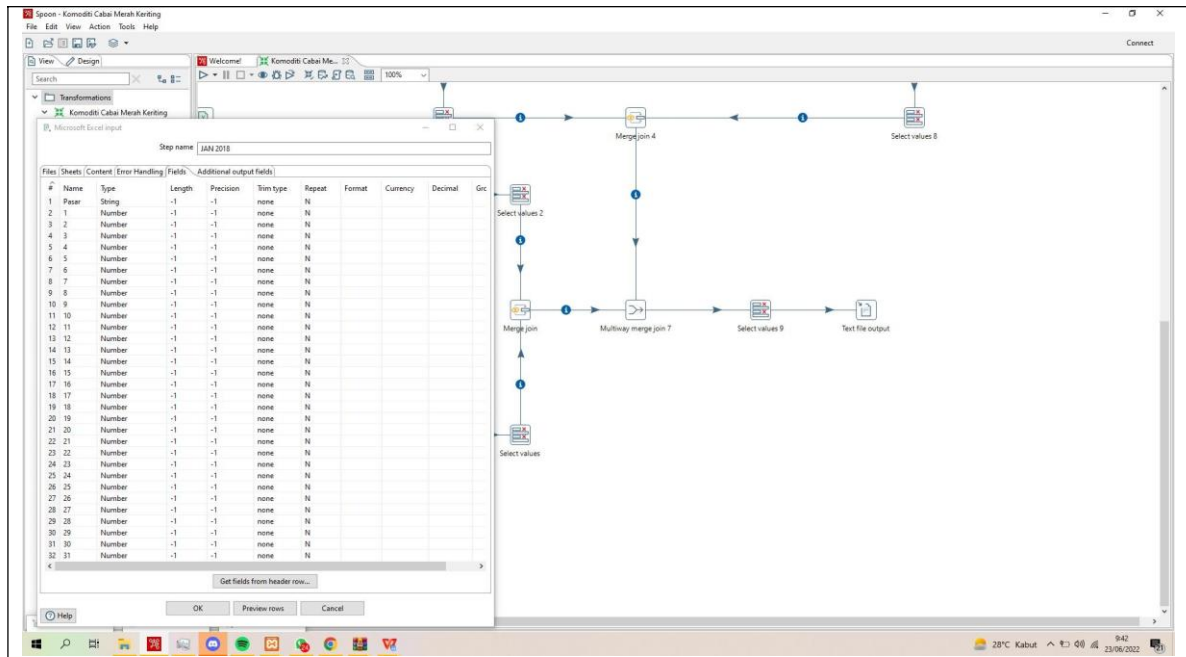 Spoon - Komoditi Cabai Merah Keriting
File Edit View Action Tools Help
Connect
View Design
Welcome! Komoditi Cabai Me...
Search
100%
Transformations
Komoditi Cabai Merah Keriting
Microsoft Excel input
Step name JAN 2018
Files Sheets Content Error Handling Fields Additional output fields
# Name Type Length Precision Trim type Repeat Format Currency Decimal Grc
1 Pasar String -1 -1 none N
2 1 Number -1 -1 none N
3 2 Number -1 -1 none N
4 3 Number -1 -1 none N
5 4 Number -1 -1 none N
6 5 Number -1 -1 none N
7 6 Number -1 -1 none N
8 7 Number -1 -1 none N
9 8 Number -1 -1 none N
10 9 Number -1 -1 none N
11 10 Number -1 -1 none N
12 11 Number -1 -1 none N
13 12 Number -1 -1 none N
14 13 Number -1 -1 none N
15 14 Number -1 -1 none N
16 15 Number -1 -1 none N
17 16 Number -1 -1 none N
18 17 Number -1 -1 none N
19 18 Number -1 -1 none N
20 19 Number -1 -1 none N
21 20 Number -1 -1 none N
22 21 Number -1 -1 none N
23 22 Number -1 -1 none N
24 23 Number -1 -1 none N
25 24 Number -1 -1 none N
26 25 Number -1 -1 none N
27 26 Number -1 -1 none N
28 27 Number -1 -1 none N
29 28 Number -1 -1 none N
30 29 Number -1 -1 none N
31 30 Number -1 -1 none N
32 31 Number -1 -1 none N
Get fields from header row...
Help OK Preview rows Cancel
Merge join 4
Select values 8
Select values 2
Merge join
Multiway merge join 7
Select values 9
Text file output
Select values
28°C Kabut
9:42
23/06/2022